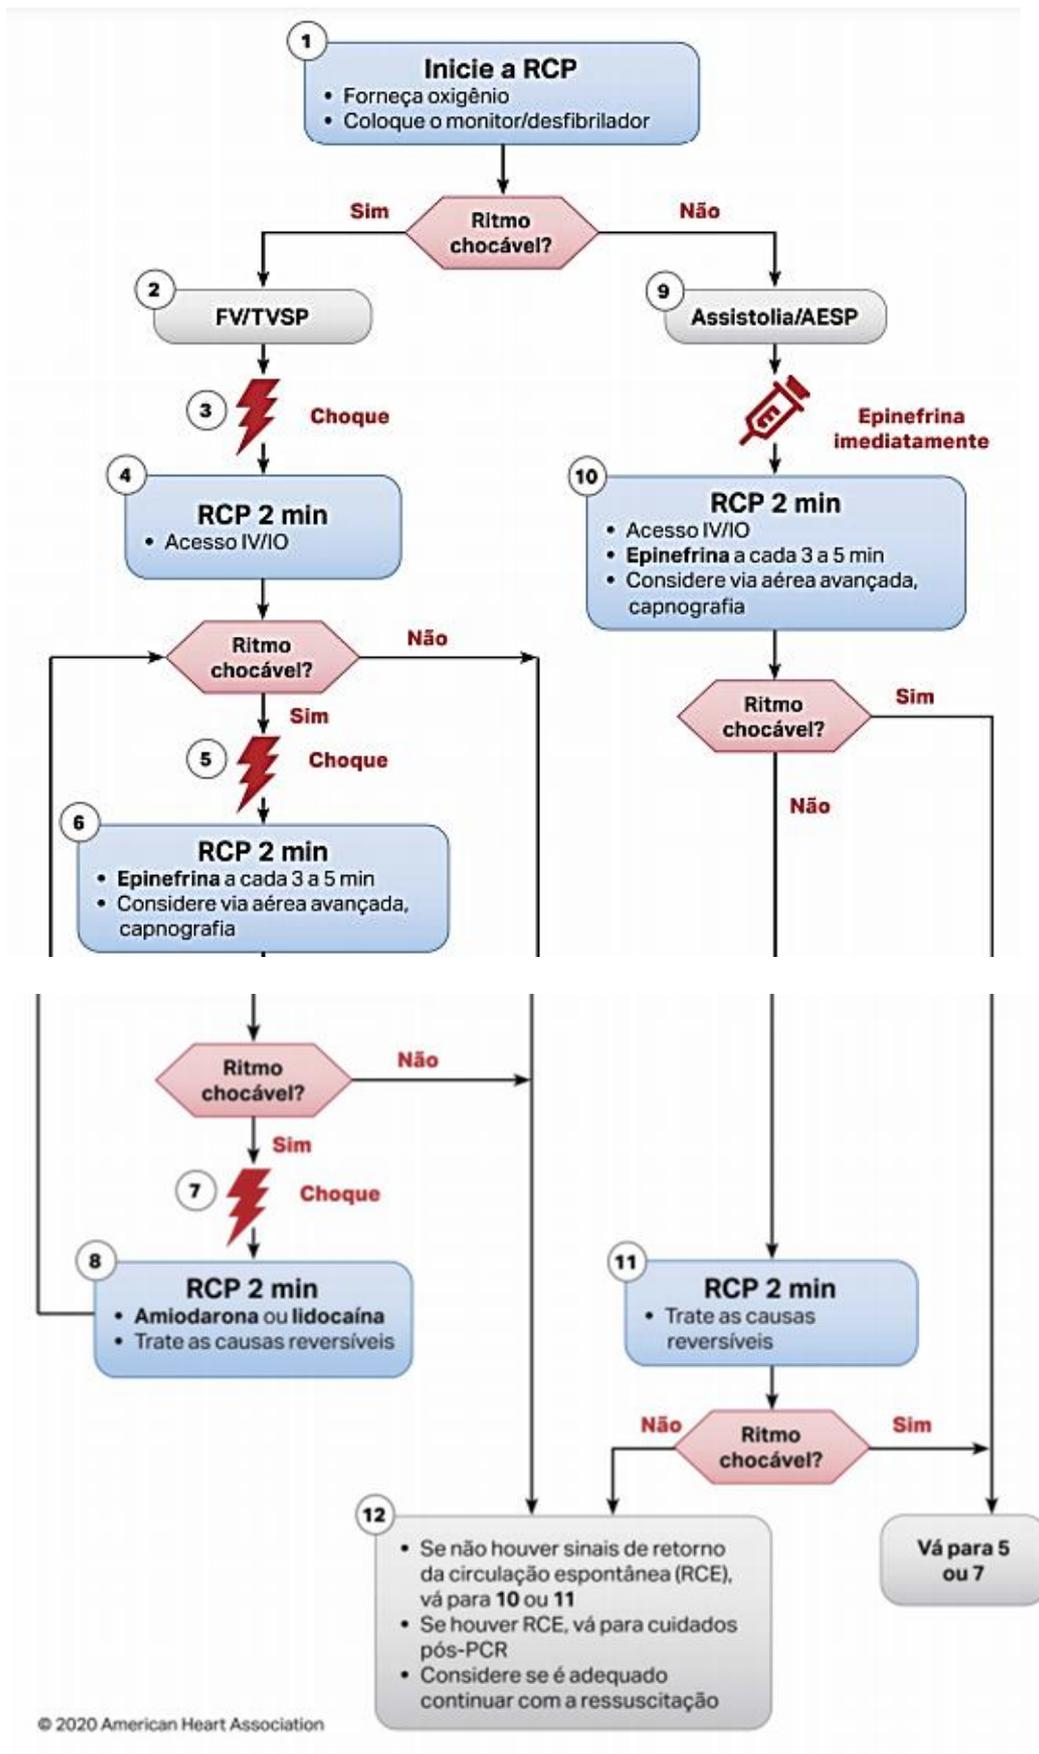 1
Inicie a RCP
• Forneça oxigênio
• Coloque o monitor/desfibrilador
Ritmo
chocável?
Sim
Não
2
FV/TVSP
3
Choque
4
RCP 2 min
• Acesso IV/IO
Ritmo
chocável?
Não
Sim
5
Choque
6
RCP 2 min
• Epinefrina a cada 3 a 5 min
• Considere via aérea avançada,
capnografia
9
Assistolia/AESP
Epinefrina
imediatamente
10
RCP 2 min
• Acesso IV/IO
• Epinefrina a cada 3 a 5 min
• Considere via aérea avançada,
capnografia
Ritmo
chocável?
Sim
Não
Ritmo
chocável?
Não
Sim
7
Choque
8
RCP 2 min
• Amiodarona ou lidocaína
• Trate as causas reversíveis
11
RCP 2 min
• Trate as causas
reversíveis
Ritmo
chocável?
Não
Sim
12
• Se não houver sinais de retorno
da circulação espontânea (RCE),
vá para 10 ou 11
• Se houver RCE, vá para cuidados
pós-PCR
• Considere se é adequado
continuar com a ressuscitação
Vá para 5
ou 7
© 2020 American Heart Association